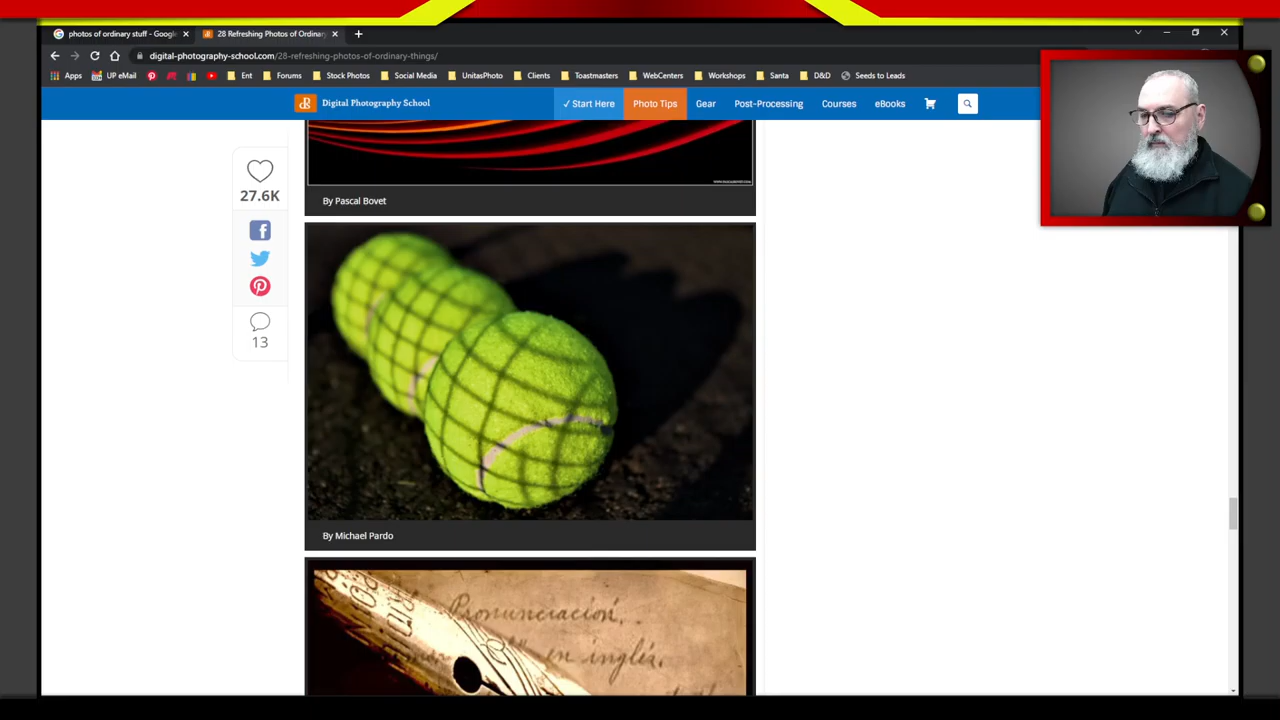 photos of ordinary stuff - Googl
28 Refreshing Photos of Ordinar
digital-photography-school.com/28-refreshing-photos-of-ordinary-things/
Apps UP eMail Ent Forums Stock Photos Social Media UnitasPhoto Clients Toastmasters WebCenters Workshops Santa D&D Seeds to Leads
Digital Photography School ✓ Start Here Photo Tips Gear Post-Processing Courses eBooks
27.6K
By Pascal Bovet
13
By Michael Pardo
Pronunciación.
en inglés.